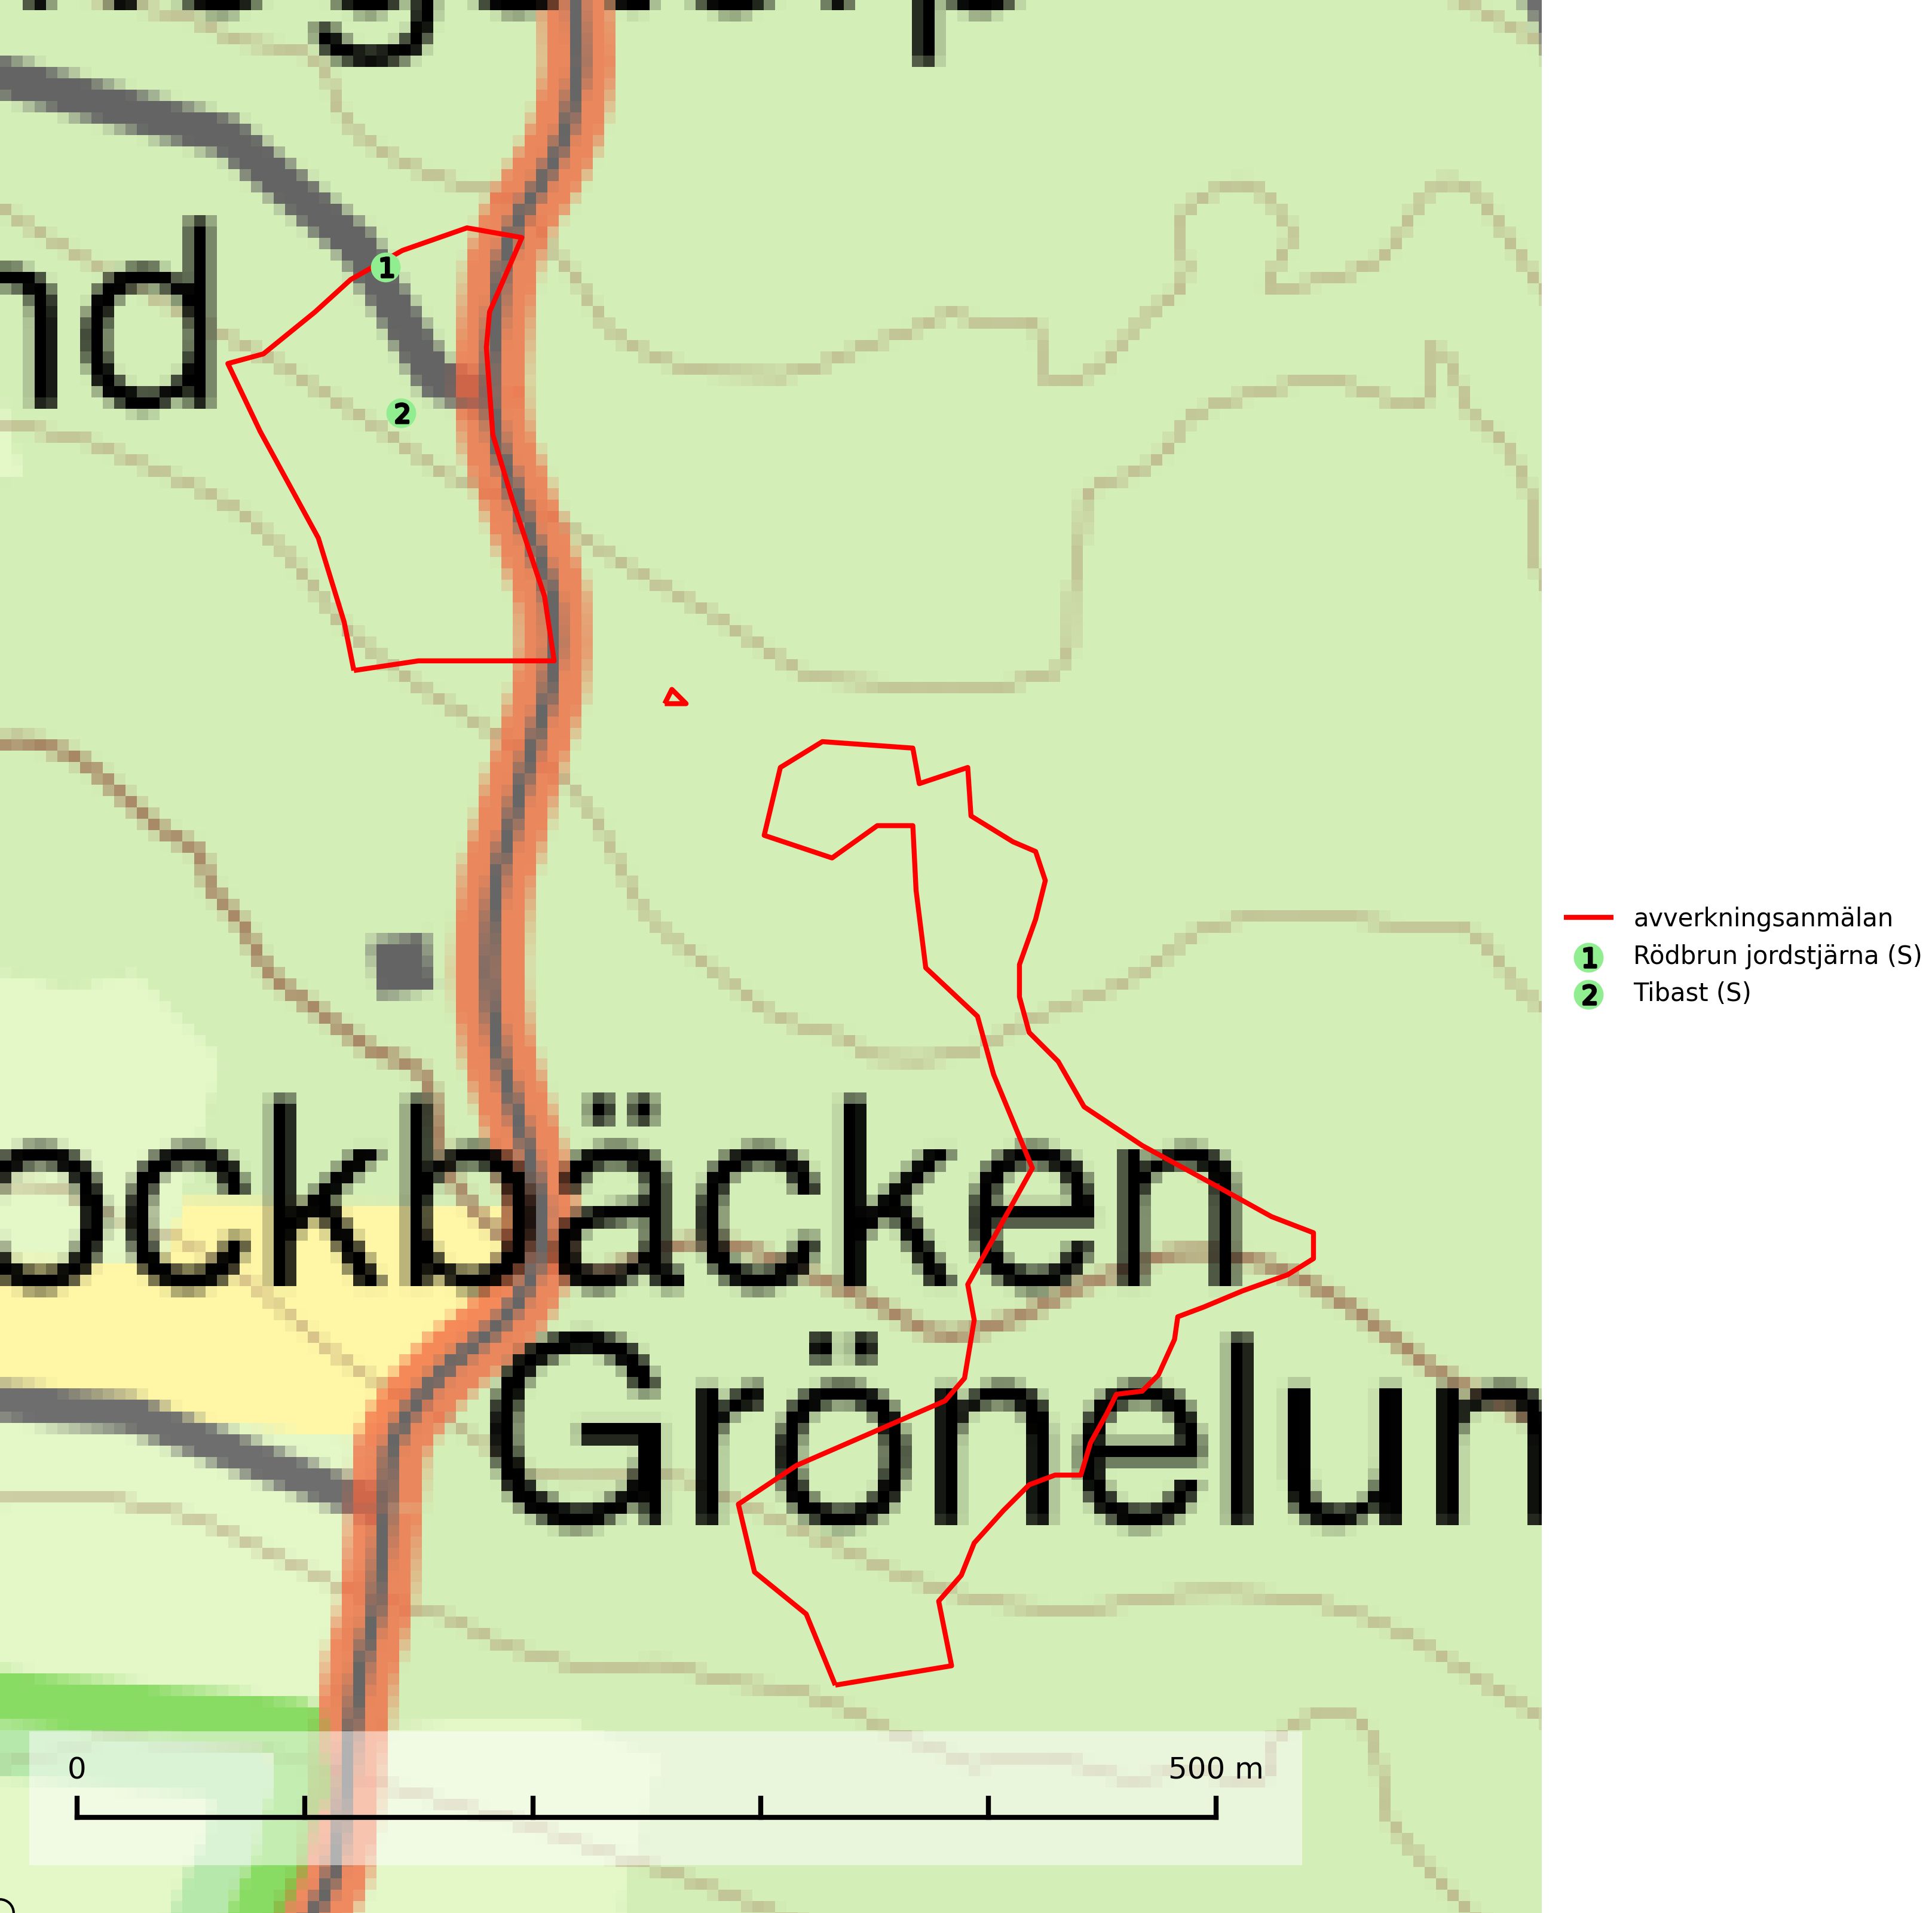 nd
1
2
ockbäcken
Grönelun
0 500 m
avverkningsanmälan
1 Rödbrun jordstjärna (S)
2 Tibast (S)